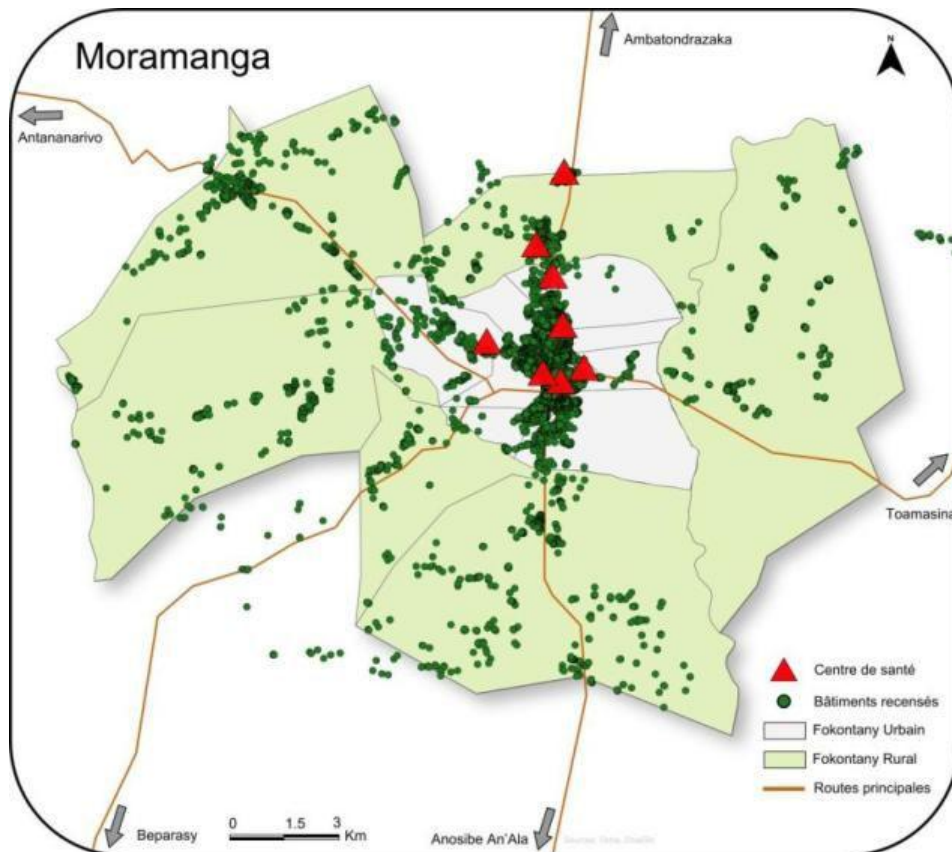 Moramanga
Ambatondrazaka
N
Antananarivo
Toamasina
Centre de santé
Bâtiments recensés
Fokontany Urbain
Fokontany Rural
Routes principales
Beparasy
0 1.5 3
Km
Anosibe An'Ala